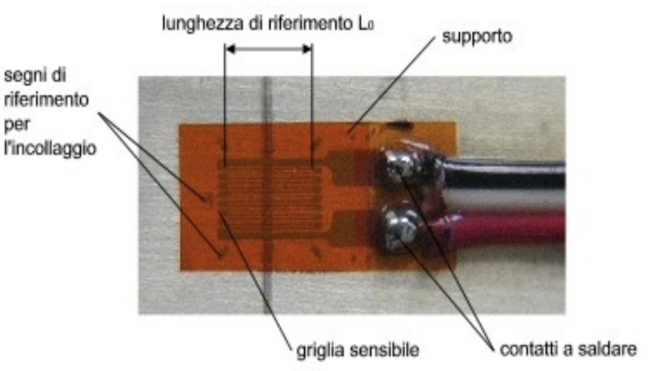 lunghezza di riferimento L₀
supporto
segni di
riferimento
per
l'incollaggio
griglia sensibile
contatti a saldare